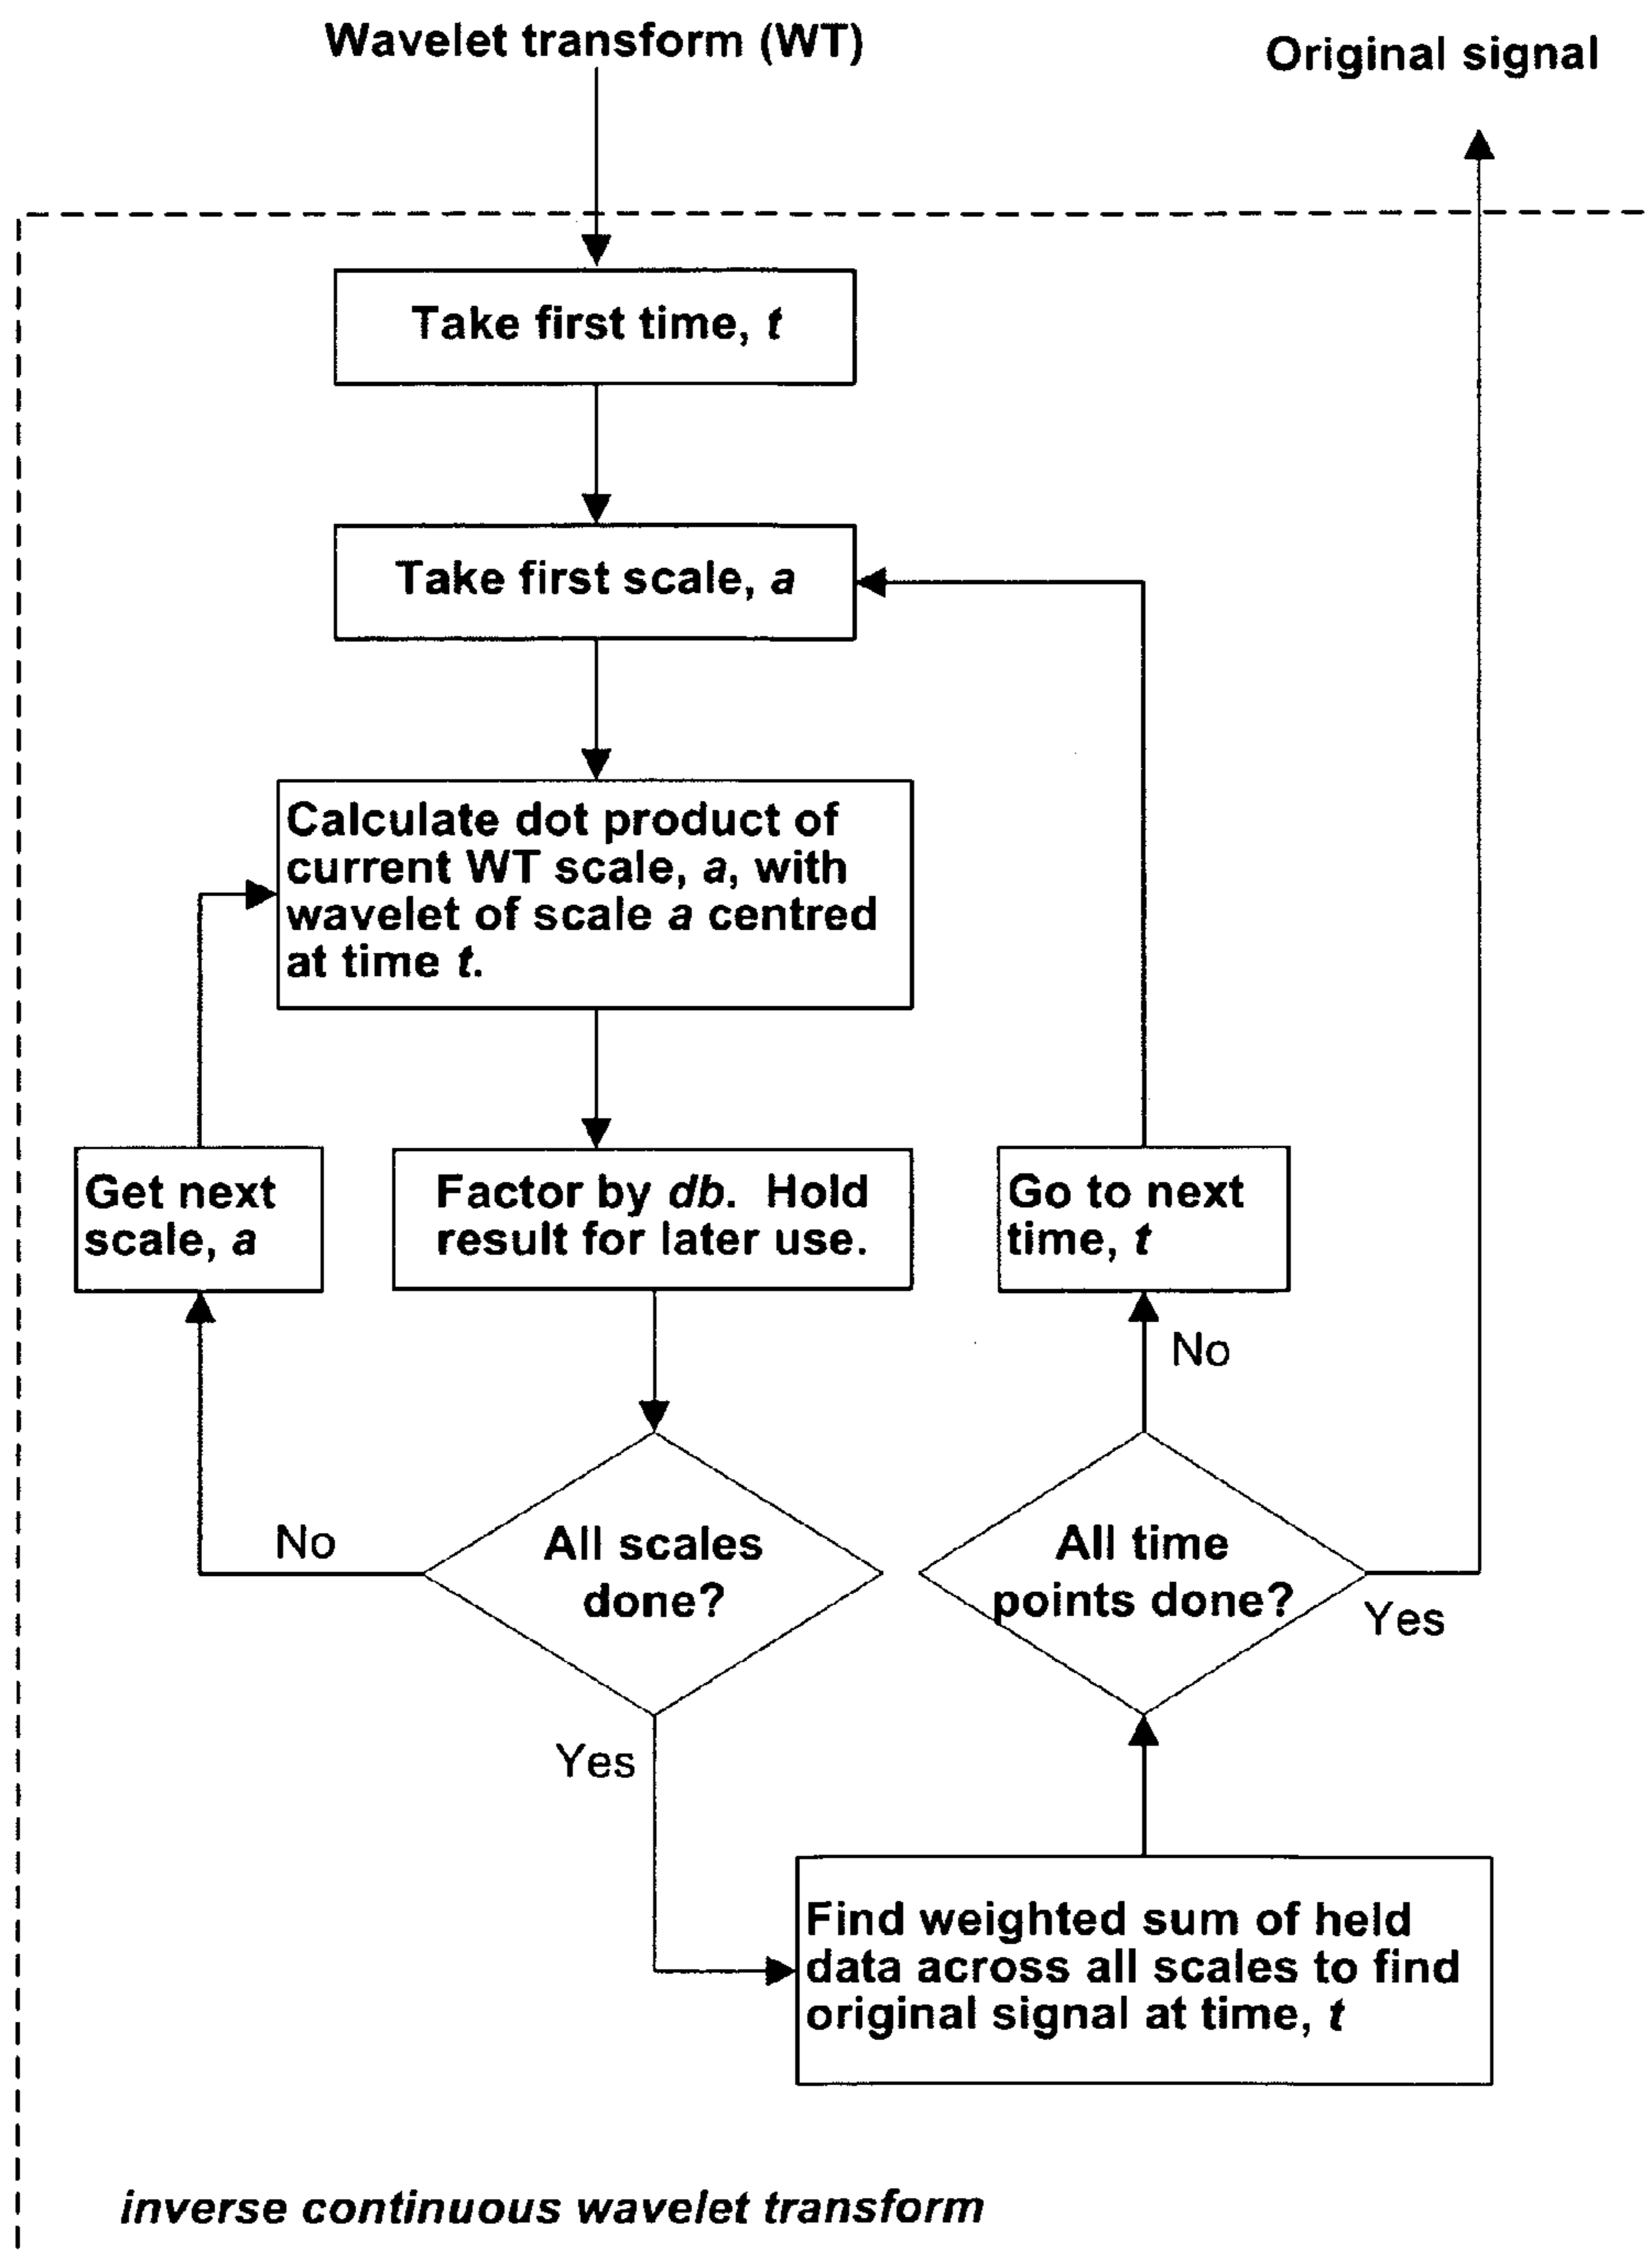 Wavelet transform (WT)
Original signal
Take first time, t
Take first scale, a
Calculate dot product of
current WT scale, a, with
wavelet of scale a centred
at time t.
Get next
scale, a
Factor by db. Hold
result for later use.
Go to next
time, t
No
No
All scales
done?
All time
points done?
Yes
Yes
Find weighted sum of held
data across all scales to find
original signal at time, t
inverse continuous wavelet transform